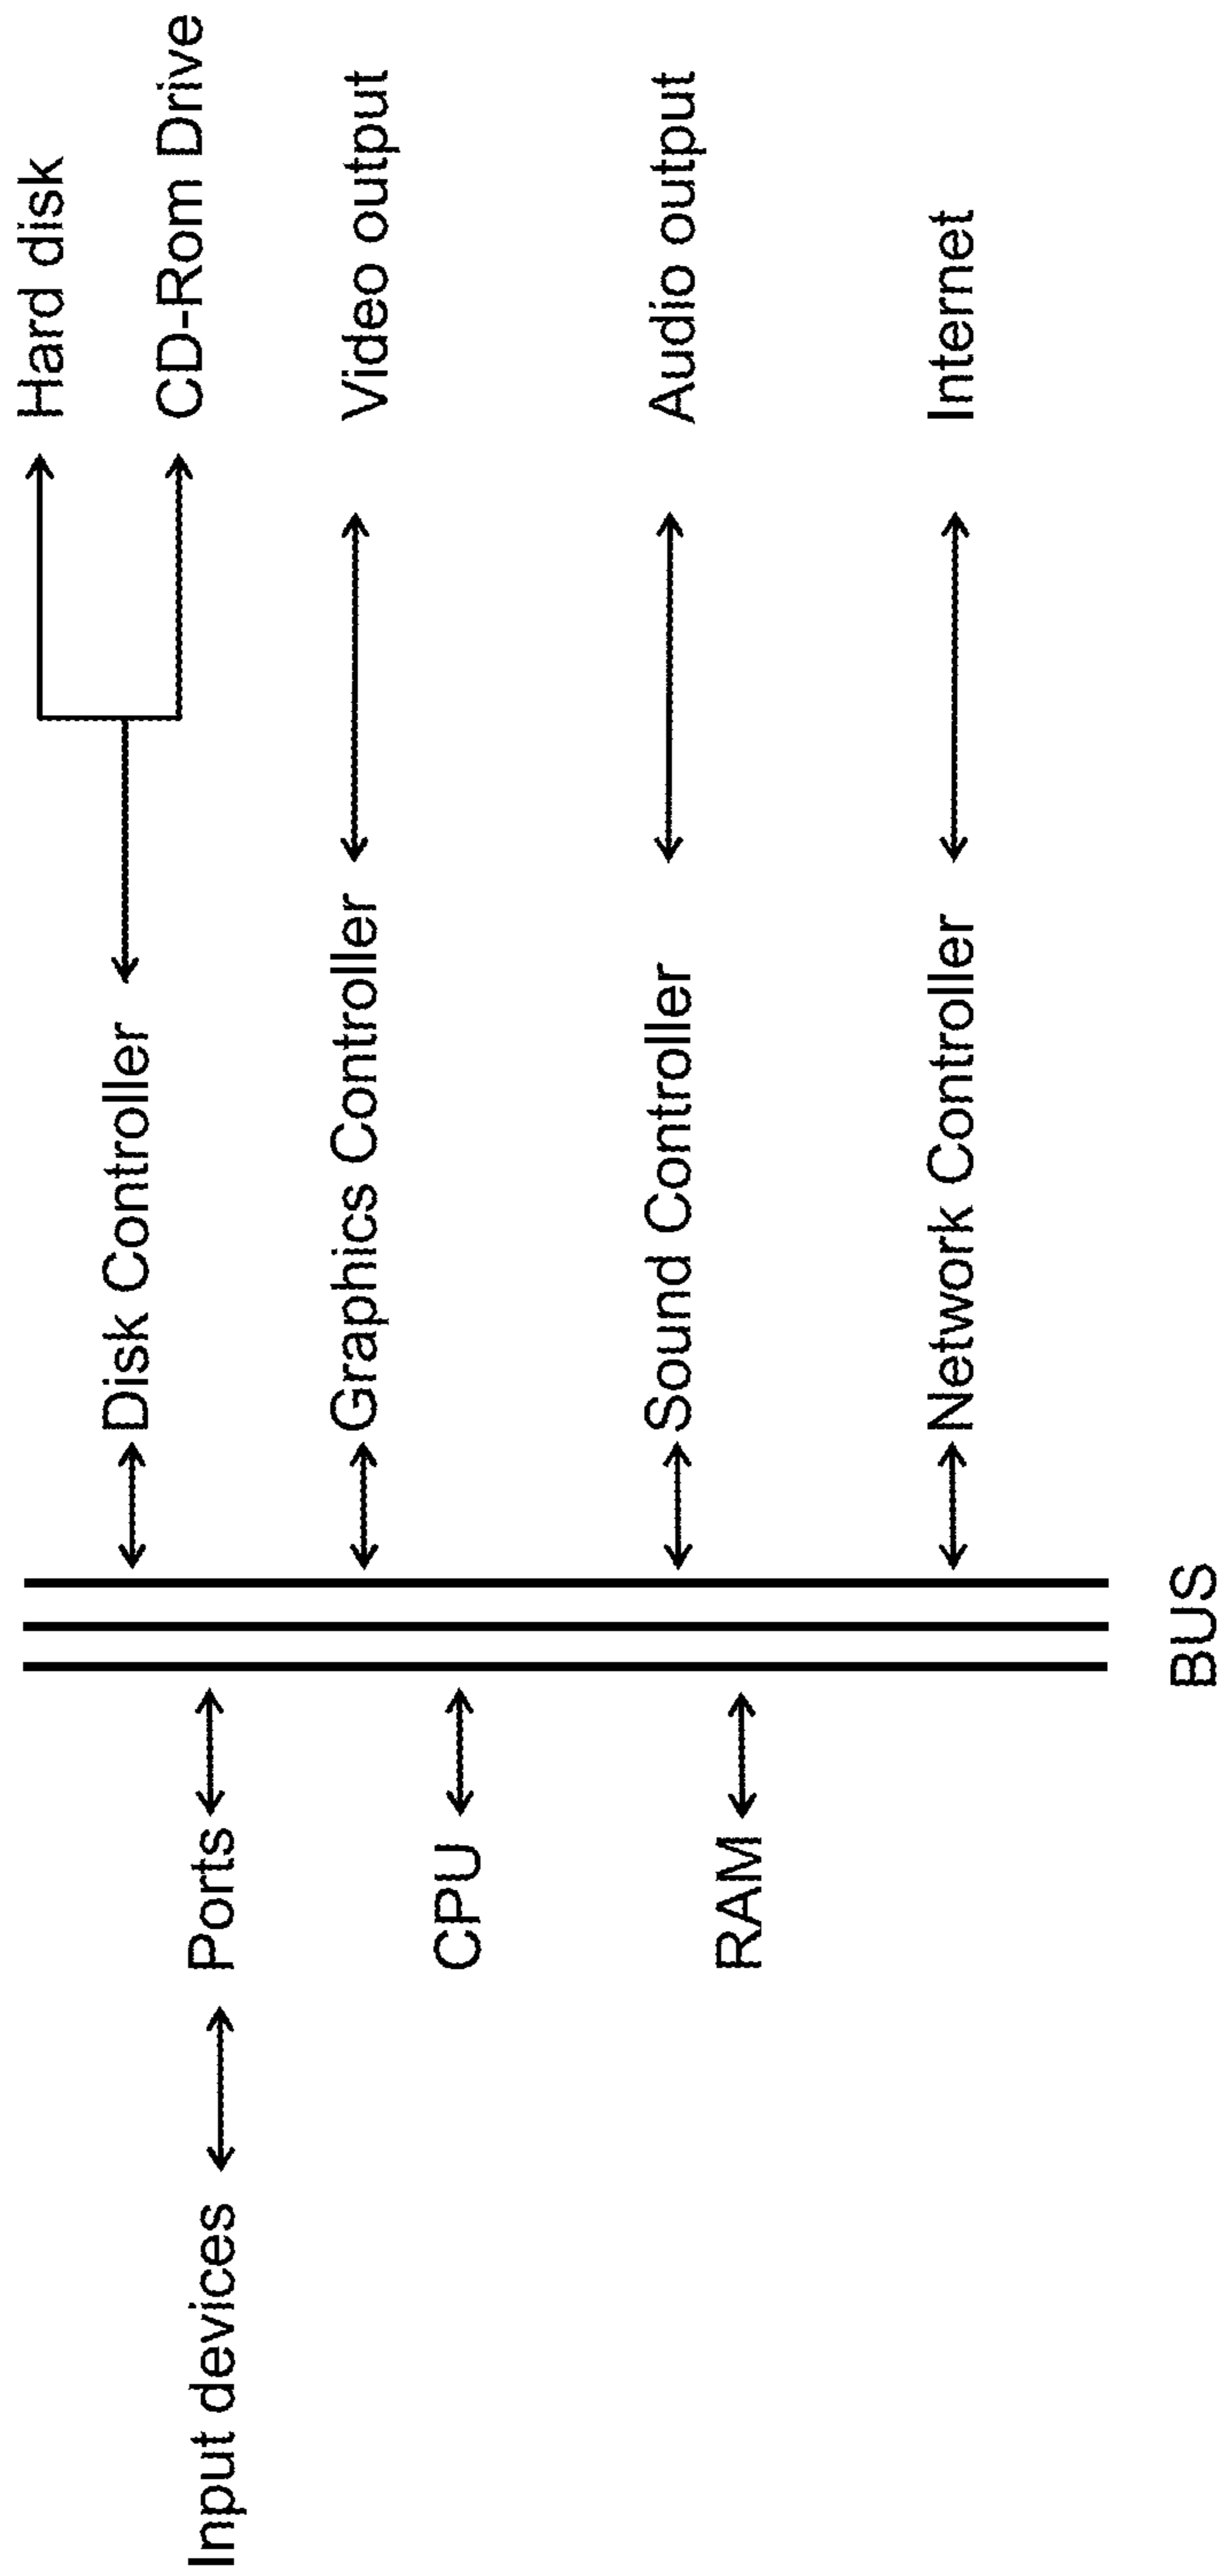 Hard disk
Disk Controller
CD-Rom Drive
Input devices
Ports
Graphics Controller
Video output
CPU
Sound Controller
Audio output
RAM
Network Controller
Internet
BUS